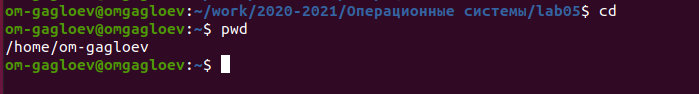 om-gagloev@omgagloev:~/work/2020-2021/Операционные системы/lab05$ cd
om-gagloev@omgagloev:~$ pwd
/home/om-gagloev
om-gagloev@omgagloev:~$